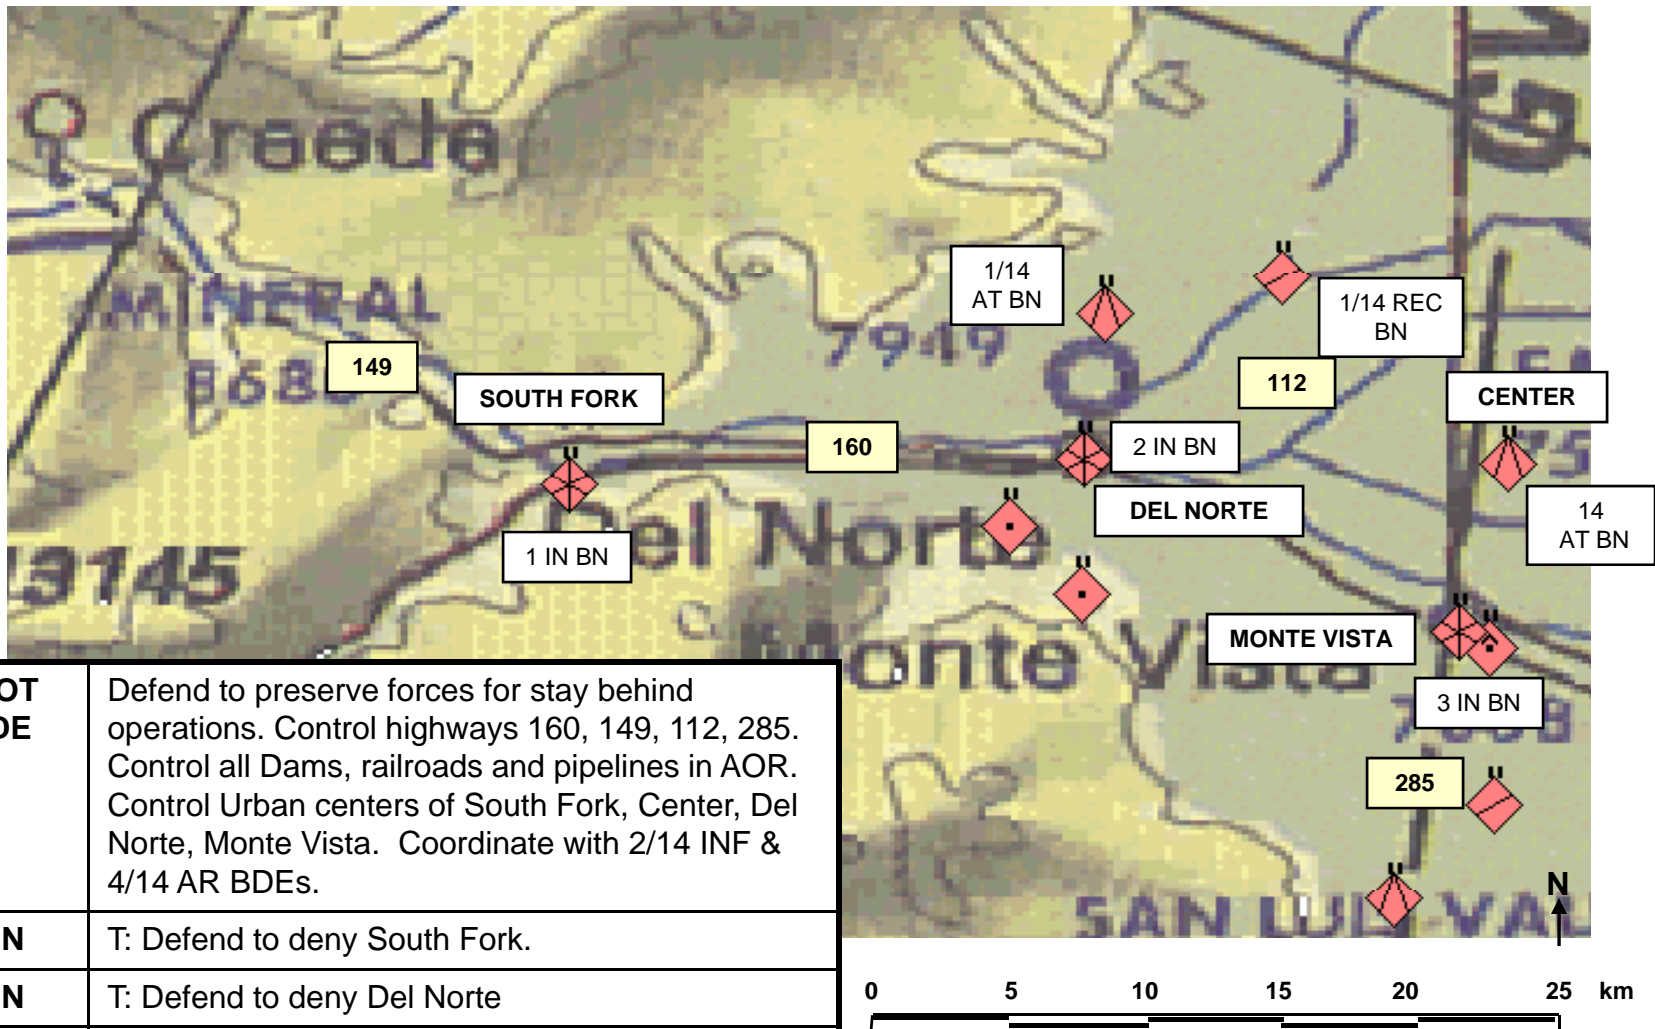 Creede
MINERAL
149
SOUTH FORK
160
1 IN BN
1/14
AT BN
7949
1/14 REC
BN
112
CENTER
2 IN BN
DEL NORTE
14
AT BN
Del Norte
MONTE VISTA
Monte Vista
3 IN BN
285
SAN LUIS VAL
N
OT
DE
Defend to preserve forces for stay behind
operations. Control highways 160, 149, 112, 285.
Control all Dams, railroads and pipelines in AOR.
Control Urban centers of South Fork, Center, Del
Norte, Monte Vista.  Coordinate with 2/14 INF &
4/14 AR BDEs.
N
T: Defend to deny South Fork.
N
T: Defend to deny Del Norte
0 5 10 15 20 25 km